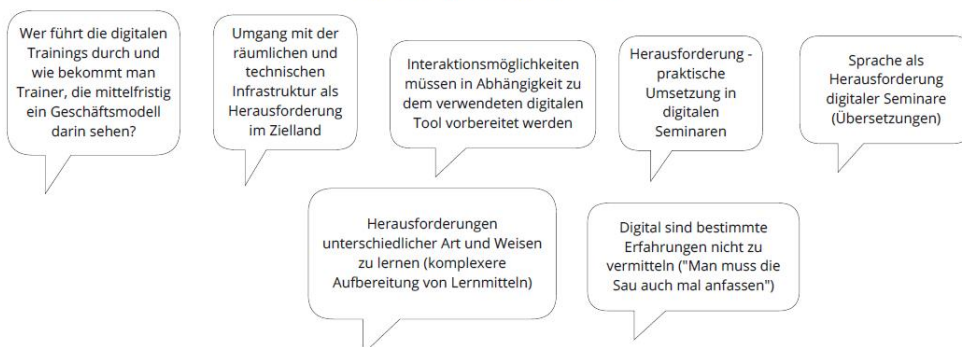 Wer führt die digitalen
Trainings durch und
wie bekommt man
Trainer, die mittelfristig
ein Geschäftsmodell
darin sehen?
Umgang mit der
räumlichen und
technischen
Infrastruktur als
Herausforderung
im Zielland
Interaktionsmöglichkeiten
müssen in Abhängigkeit zu
dem verwendeten digitalen
Tool vorbereitet werden
Herausforderung -
praktische
Umsetzung in
digitalen
Seminaren
Sprache als
Herausforderung
digitaler Seminare
(Übersetzungen)
Herausforderungen
unterschiedlicher Art und Weisen
zu lernen (komplexere
Aufbereitung von Lernmitteln)
Digital sind bestimmte
Erfahrungen nicht zu
vermitteln ("Man muss die
Sau auch mal anfassen")